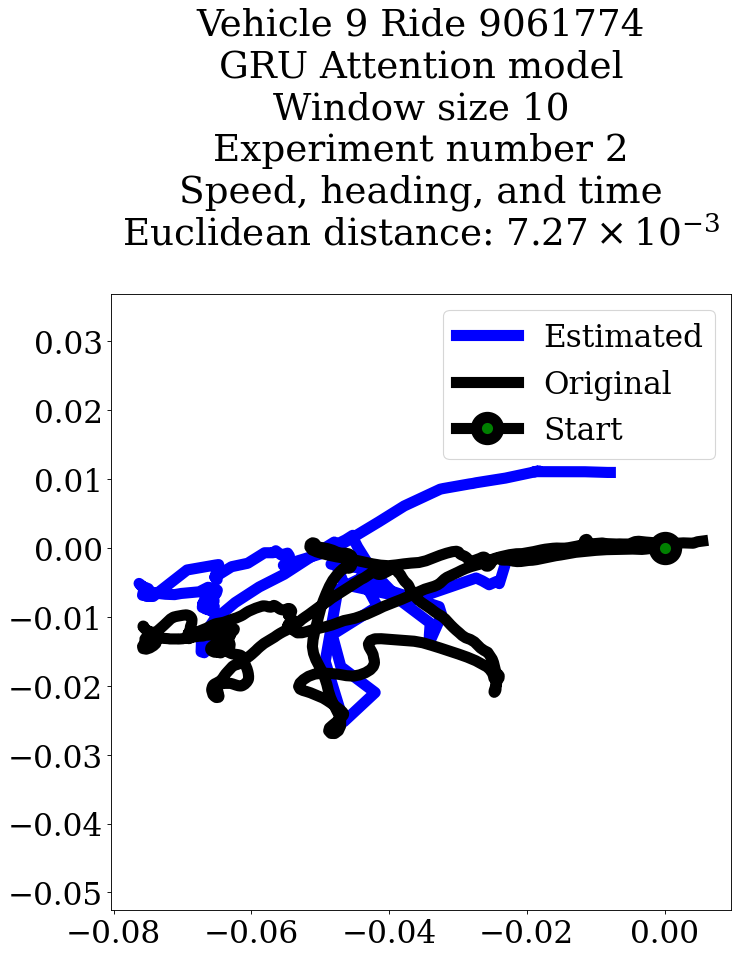 Vehicle 9 Ride 9061774
GRU Attention model
Window size 10
Experiment number 2
Speed, heading, and time
Euclidean distance: 7.27 × 10⁻³
Estimated
Original
Start
0.03
0.02
0.01
0.00
−0.01
−0.02
−0.03
−0.04
−0.05
−0.08 −0.06 −0.04 −0.02 0.00